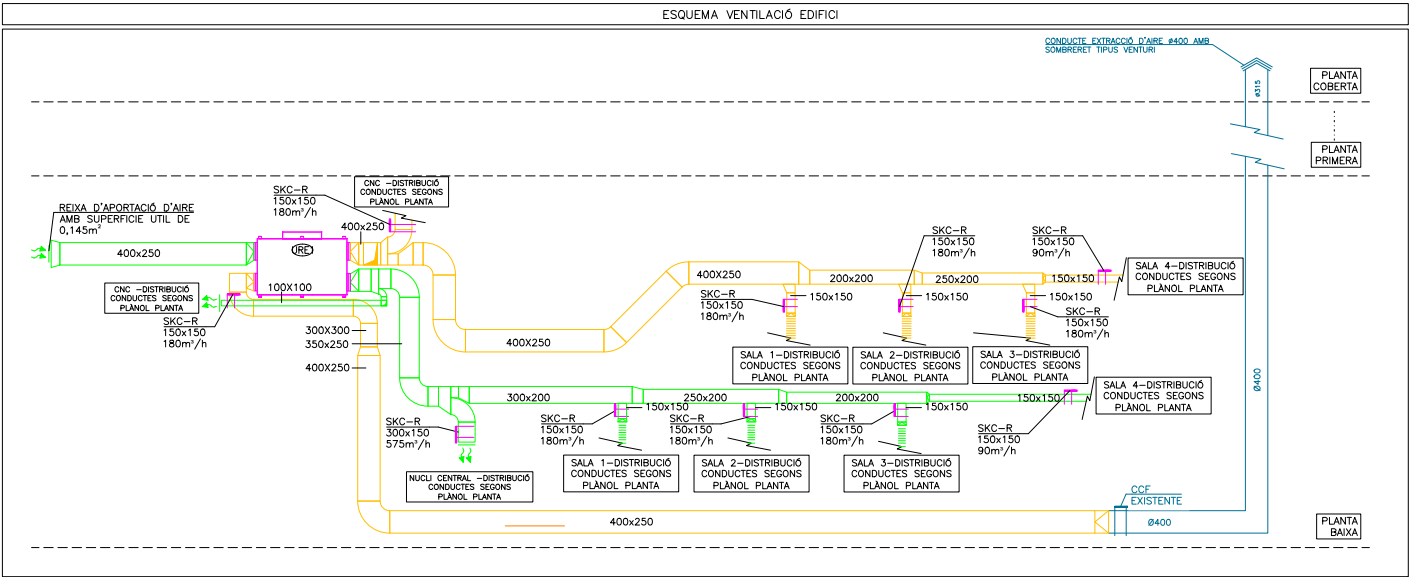 ESQUEMA VENTILACIÓ EDIFICI
CONDUCTE EXTRACCIÓ D'AIRE Ø400 AMB
SOMBRERET TIPUS VENTURI
Ø315
PLANTA
COBERTA
PLANTA
PRIMERA
REIXA D'APORTACIÓ D'AIRE
AMB SUPERFICIE UTIL DE
0,145m²
400x250
SKC-R
150x150
180m³/h
CNC -DISTRIBUCIÓ
CONDUCTES SEGONS
PLÀNOL PLANTA
400x250
CNC -DISTRIBUCIÓ
CONDUCTES SEGONS
PLÀNOL PLANTA
SKC-R
150x150
180m³/h
100X100
300X300
350x250
400X250
400X250
400X250
200x200
250x200
150x150
SKC-R
150x150
180m³/h
SKC-R
150x150
90m³/h
SALA 4-DISTRIBUCIÓ
CONDUCTES SEGONS
PLÀNOL PLANTA
SKC-R
150x150
180m³/h
150x150
150x150
150x150
SKC-R
150x150
180m³/h
SALA 1-DISTRIBUCIÓ
CONDUCTES SEGONS
PLÀNOL PLANTA
SALA 2-DISTRIBUCIÓ
CONDUCTES SEGONS
PLÀNOL PLANTA
SALA 3-DISTRIBUCIÓ
CONDUCTES SEGONS
PLÀNOL PLANTA
300x200
250x200
200x200
150x150
SALA 4-DISTRIBUCIÓ
CONDUCTES SEGONS
PLÀNOL PLANTA
SKC-R
300x150
575m³/h
SKC-R
150x150
180m³/h
150x150
SKC-R
150x150
180m³/h
150x150
SKC-R
150x150
180m³/h
150x150
SKC-R
150x150
90m³/h
NUCLI CENTRAL -DISTRIBUCIÓ
CONDUCTES SEGONS
PLÀNOL PLANTA
SALA 1-DISTRIBUCIÓ
CONDUCTES SEGONS
PLÀNOL PLANTA
SALA 2-DISTRIBUCIÓ
CONDUCTES SEGONS
PLÀNOL PLANTA
SALA 3-DISTRIBUCIÓ
CONDUCTES SEGONS
PLÀNOL PLANTA
Ø400
CCF
EXISTENTE
400x250
Ø400
PLANTA
BAIXA